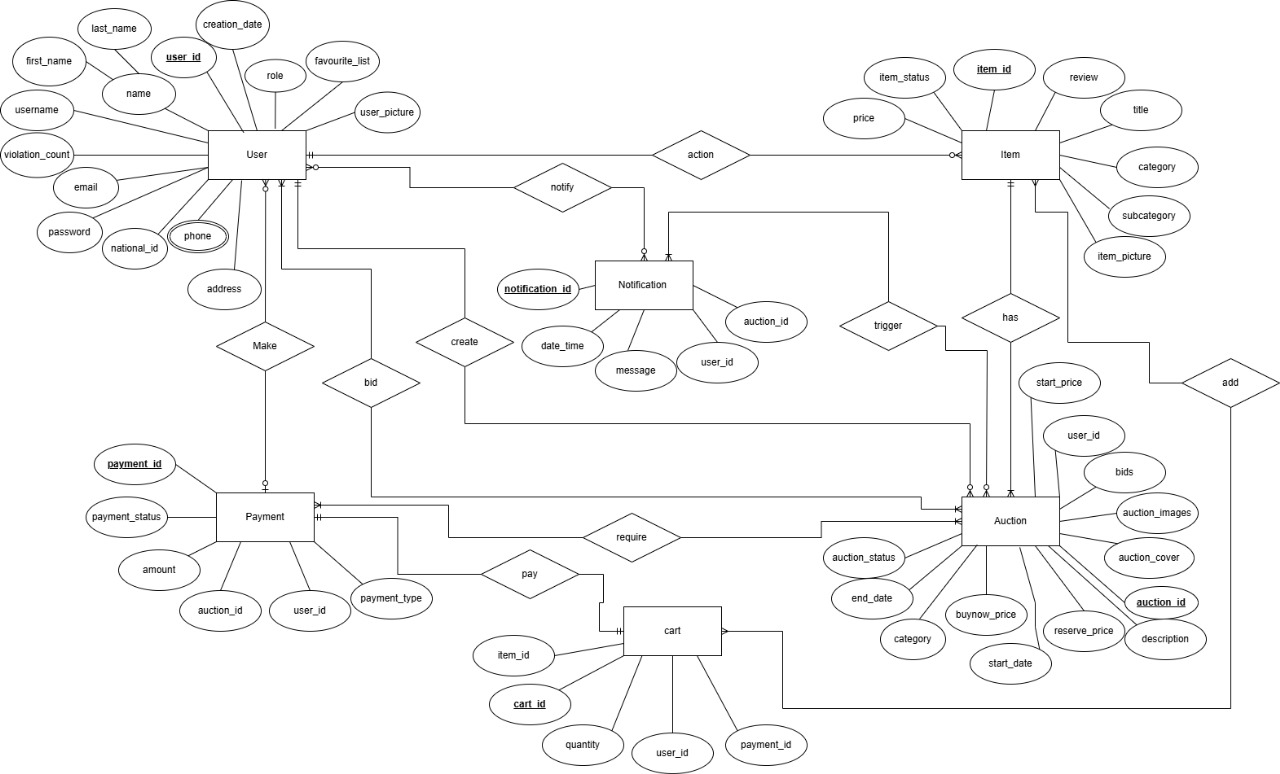 last_name
creation_date
first_name
user_id
favourite_list
role
name
username
user_picture
violation_count
User
email
password
national_id
phone
address
item_status
item_id
review
price
title
action
Item
category
subcategory
item_picture
notify
notification_id
Notification
auction_id
date_time
message
user_id
trigger
has
Make
create
bid
add
start_price
user_id
bids
auction_images
auction_cover
auction_id
description
payment_id
payment_status
Payment
amount
auction_id
user_id
payment_type
require
pay
Auction
auction_status
end_date
category
buynow_price
start_date
reserve_price
cart
item_id
cart_id
quantity
user_id
payment_id